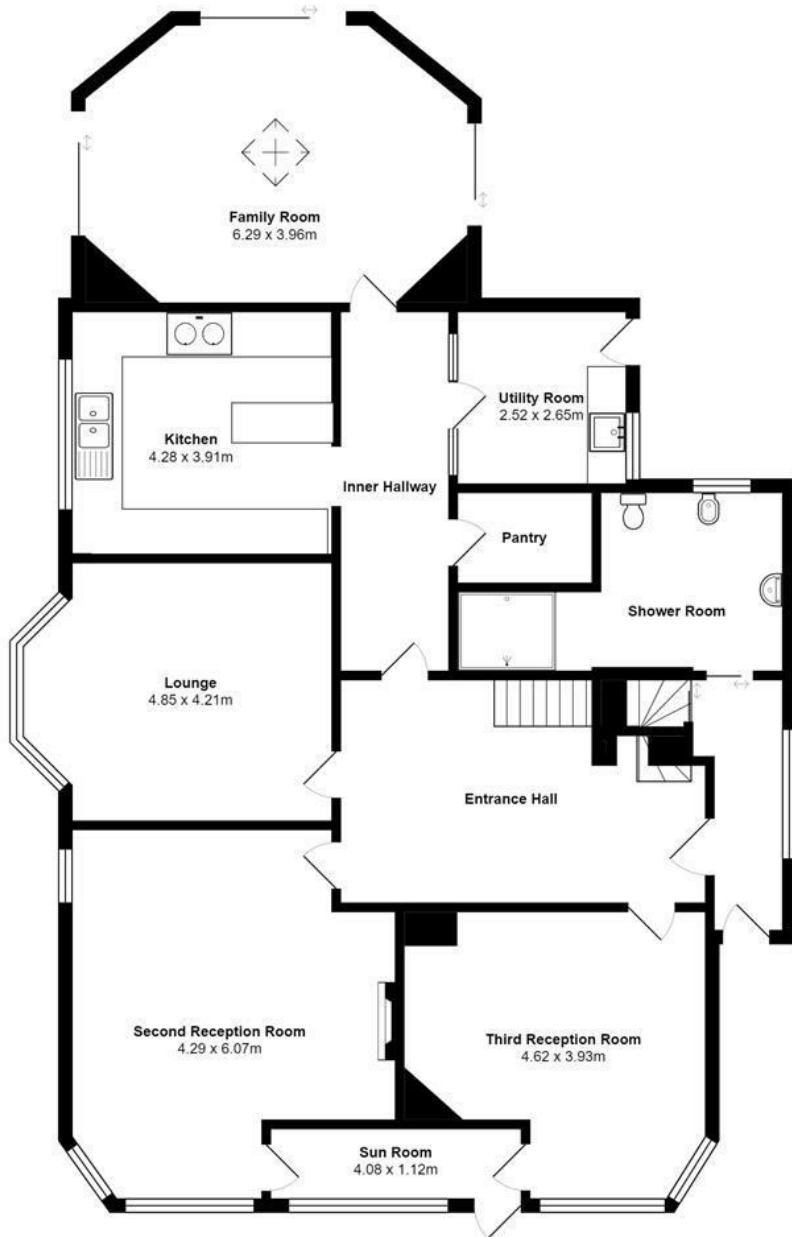 Family Room
6.29 x 3.96m
Utility Room
2.52 x 2.65m
Kitchen
4.28 x 3.91m
Inner Hallway
Pantry
Shower Room
Lounge
4.85 x 4.21m
Entrance Hall
Second Reception Room
4.29 x 6.07m
Third Reception Room
4.62 x 3.93m
Sun Room
4.08 x 1.12m